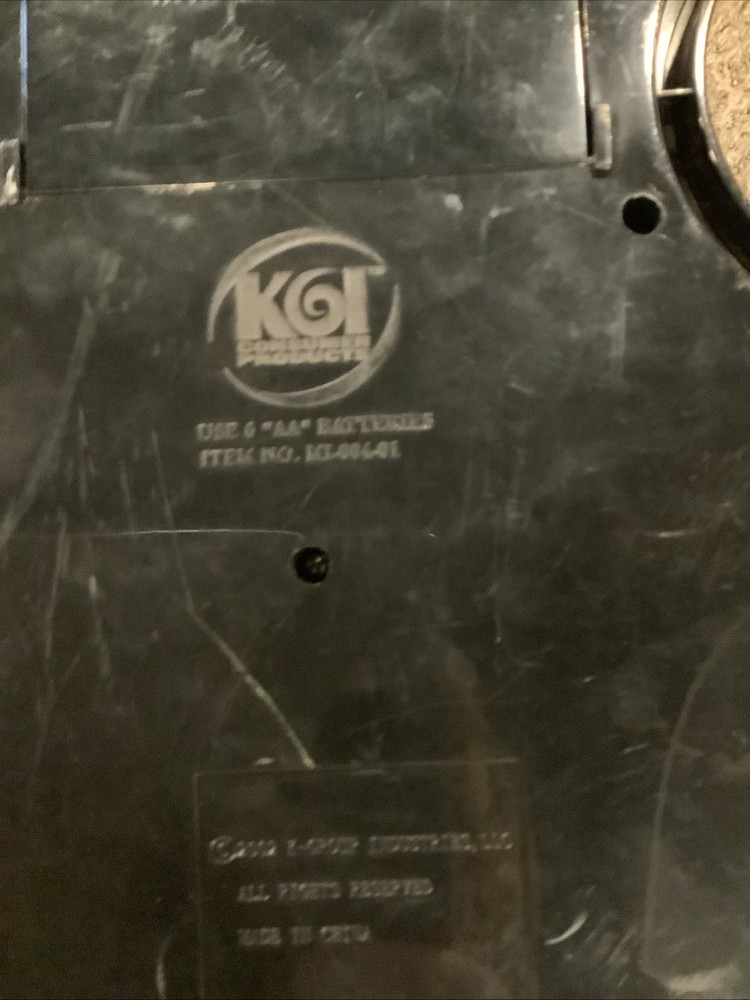 KGI™
CONSUMER
PRODUCTS
USE 6 "AA" BATTERIES
ITEM NO. MI-006-01
©2002 K-GROUP INDUSTRIES, LLC
ALL RIGHTS RESERVED
MADE IN CHINA